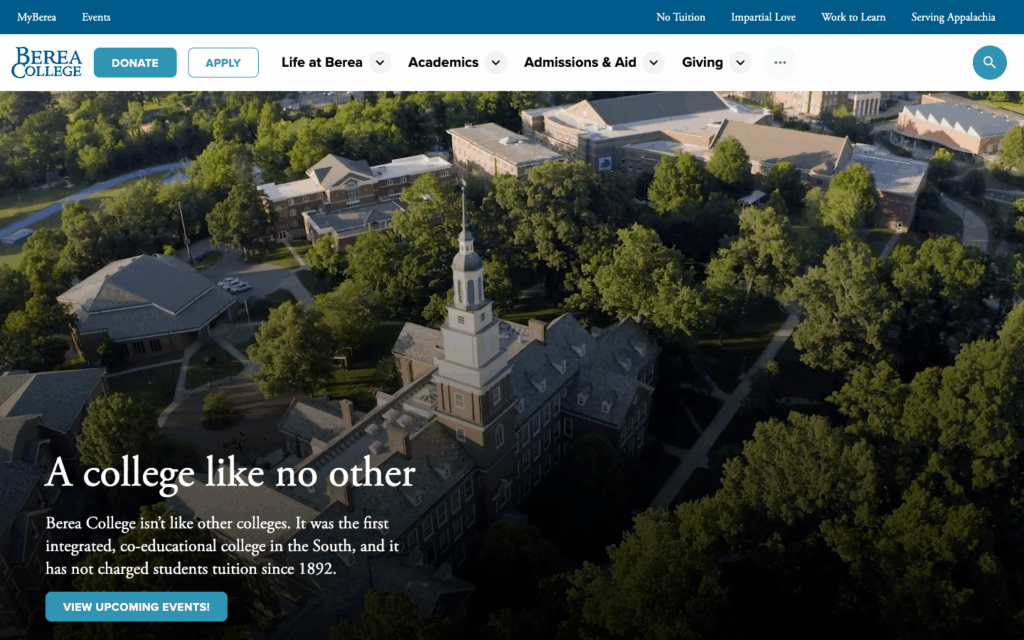 MyBerea
Events
No Tuition
Impartial Love
Work to Learn
Serving Appalachia
BEREA
COLLEGE
DONATE
APPLY
Life at Berea
Academics
Admissions & Aid
Giving
A college like no other
Berea College isn't like other colleges. It was the first
integrated, co-educational college in the South, and it
has not charged students tuition since 1892.
VIEW UPCOMING EVENTS!